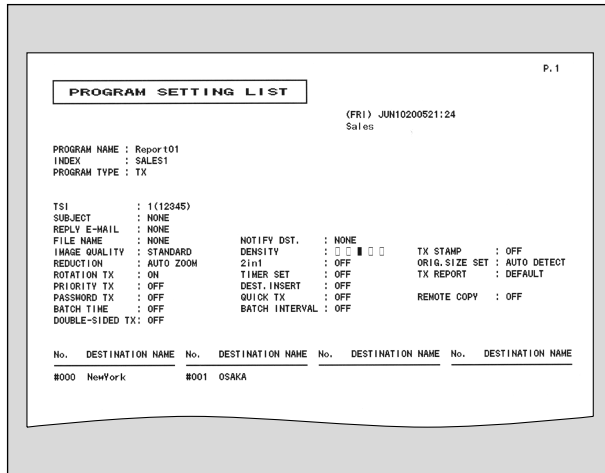 P.1
PROGRAM SETTING LIST
(FRI) JUN10200521:24
Sales
PROGRAM NAME : Report01
INDEX : SALES1
PROGRAM TYPE : TX
TSI : 1(12345)
SUBJECT : NONE
REPLY E-MAIL : NONE
FILE NAME : NONE NOTIFY DST. : NONE
IMAGE QUALITY : STANDARD DENSITY : ▯▯▮▯▯ TX STAMP : OFF
REDUCTION : AUTO ZOOM 2in1 : OFF ORIG.SIZE SET : AUTO DETECT
ROTATION TX : ON TIMER SET : OFF TX REPORT : DEFAULT
PRIORITY TX : OFF DEST.INSERT : OFF
PASSWORD TX : OFF QUICK TX : OFF REMOTE COPY : OFF
BATCH TIME : OFF BATCH INTERVAL : OFF
DOUBLE-SIDED TX: OFF
No. DESTINATION NAME No. DESTINATION NAME No. DESTINATION NAME No. DESTINATION NAME
#000 NewYork #001 OSAKA